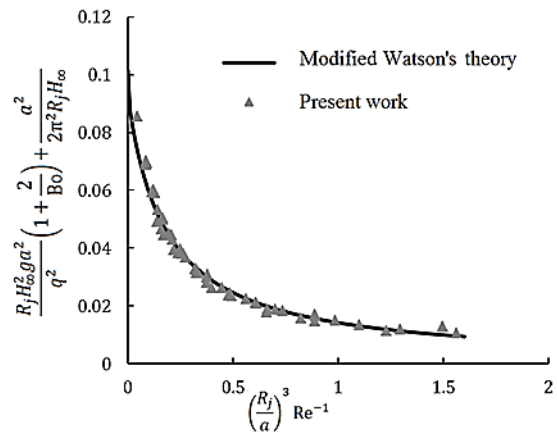 0.12
0.1
0.08
0.06
0.04
0.02
0
Modified Watson's theory
Present work
R_j H_∞^2 g a^2 / q^2 (1 + 2/Bo) + a^2 / 2π^2 R_j H_∞
0 0.5 1 1.5 2
(R_j / a)^3 Re^-1